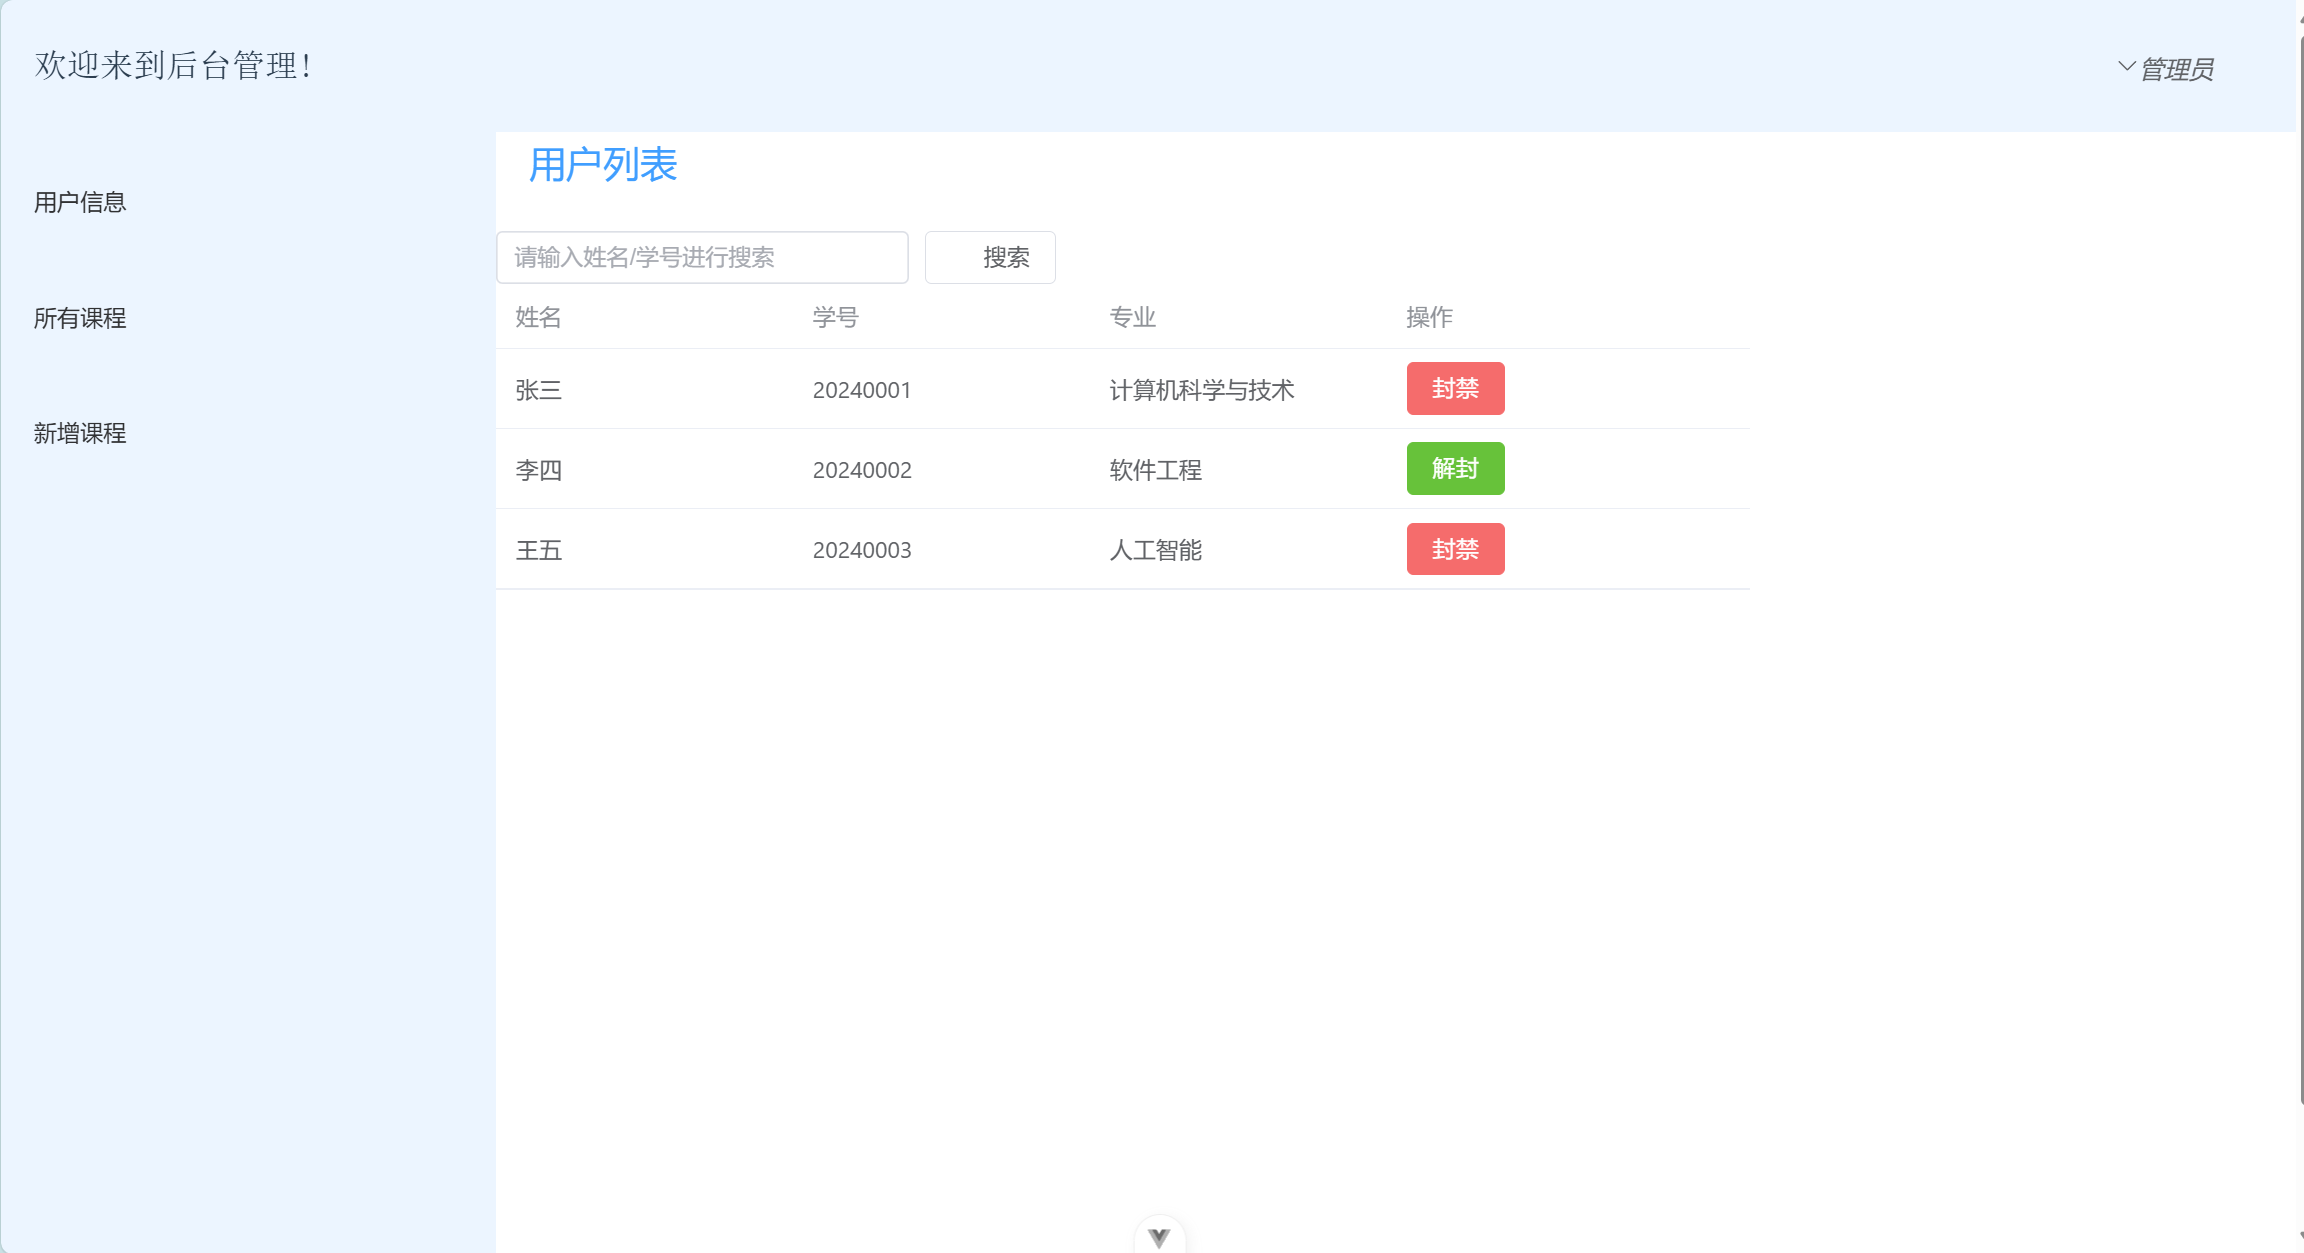 欢迎来到后台管理!
管理员
用户信息
所有课程
新增课程
用户列表
请输入姓名/学号进行搜索 搜索
姓名 学号 专业 操作
张三 20240001 计算机科学与技术 封禁
李四 20240002 软件工程 解封
王五 20240003 人工智能 封禁